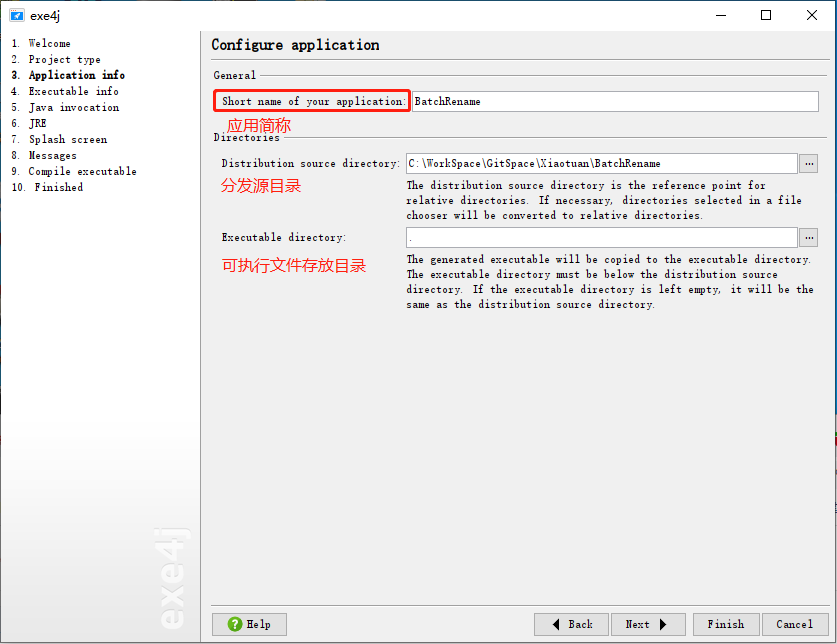 exe4j
1. Welcome
2. Project type
3. Application info
4. Executable info
5. Java invocation
6. JRE
7. Splash screen
8. Messages
9. Compile executable
10. Finished
exe4j
Configure application
General
Short name of your application:
BatchRename
应用简称
Directories
Distribution source directory:
C:\WorkSpace\GitSpace\Xiaotuan\BatchRename
...
分发源目录
The distribution source directory is the reference point for
relative directories. If necessary, directories selected in a file
chooser will be converted to relative directories.
Executable directory:
.
...
可执行文件存放目录
The generated executable will be copied to the executable directory.
The executable directory must be below the distribution source
directory. If the executable directory is left empty, it will be the
same as the distribution source directory.
? Help
Back
Next
Finish
Cancel